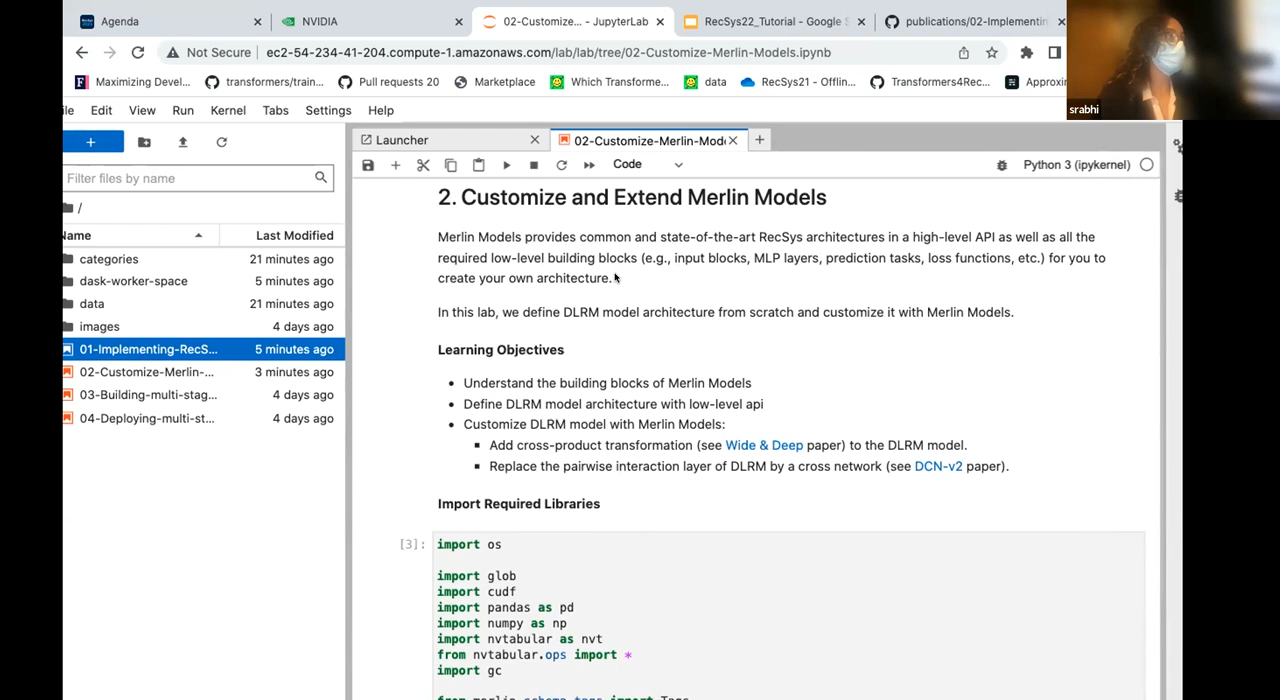 Agenda
NVIDIA
02-Customize... - JupyterLab
RecSys22_Tutorial - Google S
publications/02-Implementin
Not Secure
ec2-54-234-41-204.compute-1.amazonaws.com/lab/lab/tree/02-Customize-Merlin-Models.ipynb
Maximizing Devel...
transformers/train...
Pull requests 20
Marketplace
Which Transforme...
data
RecSys21 - Offlin...
Transformers4Rec...
Approxin
srabhi
ile Edit View Run Kernel Tabs Settings Help
Launcher
02-Customize-Merlin-Mode
Code
Python 3 (ipykernel)
Filter files by name
/
Name Last Modified
categories 21 minutes ago
dask-worker-space 5 minutes ago
data 21 minutes ago
images 4 days ago
01-Implementing-RecS... 5 minutes ago
02-Customize-Merlin-... 3 minutes ago
03-Building-multi-stag... 4 days ago
04-Deploying-multi-st... 4 days ago
2. Customize and Extend Merlin Models
Merlin Models provides common and state-of-the-art RecSys architectures in a high-level API as well as all the
required low-level building blocks (e.g., input blocks, MLP layers, prediction tasks, loss functions, etc.) for you to
create your own architecture.
In this lab, we define DLRM model architecture from scratch and customize it with Merlin Models.
Learning Objectives
• Understand the building blocks of Merlin Models
• Define DLRM model architecture with low-level api
• Customize DLRM model with Merlin Models:
▪ Add cross-product transformation (see Wide & Deep paper) to the DLRM model.
▪ Replace the pairwise interaction layer of DLRM by a cross network (see DCN-v2 paper).
Import Required Libraries
[3]: import os
import glob
import cudf
import pandas as pd
import numpy as np
import nvtabular as nvt
from nvtabular.ops import *
import gc
from merlin.schema.tags import Tags